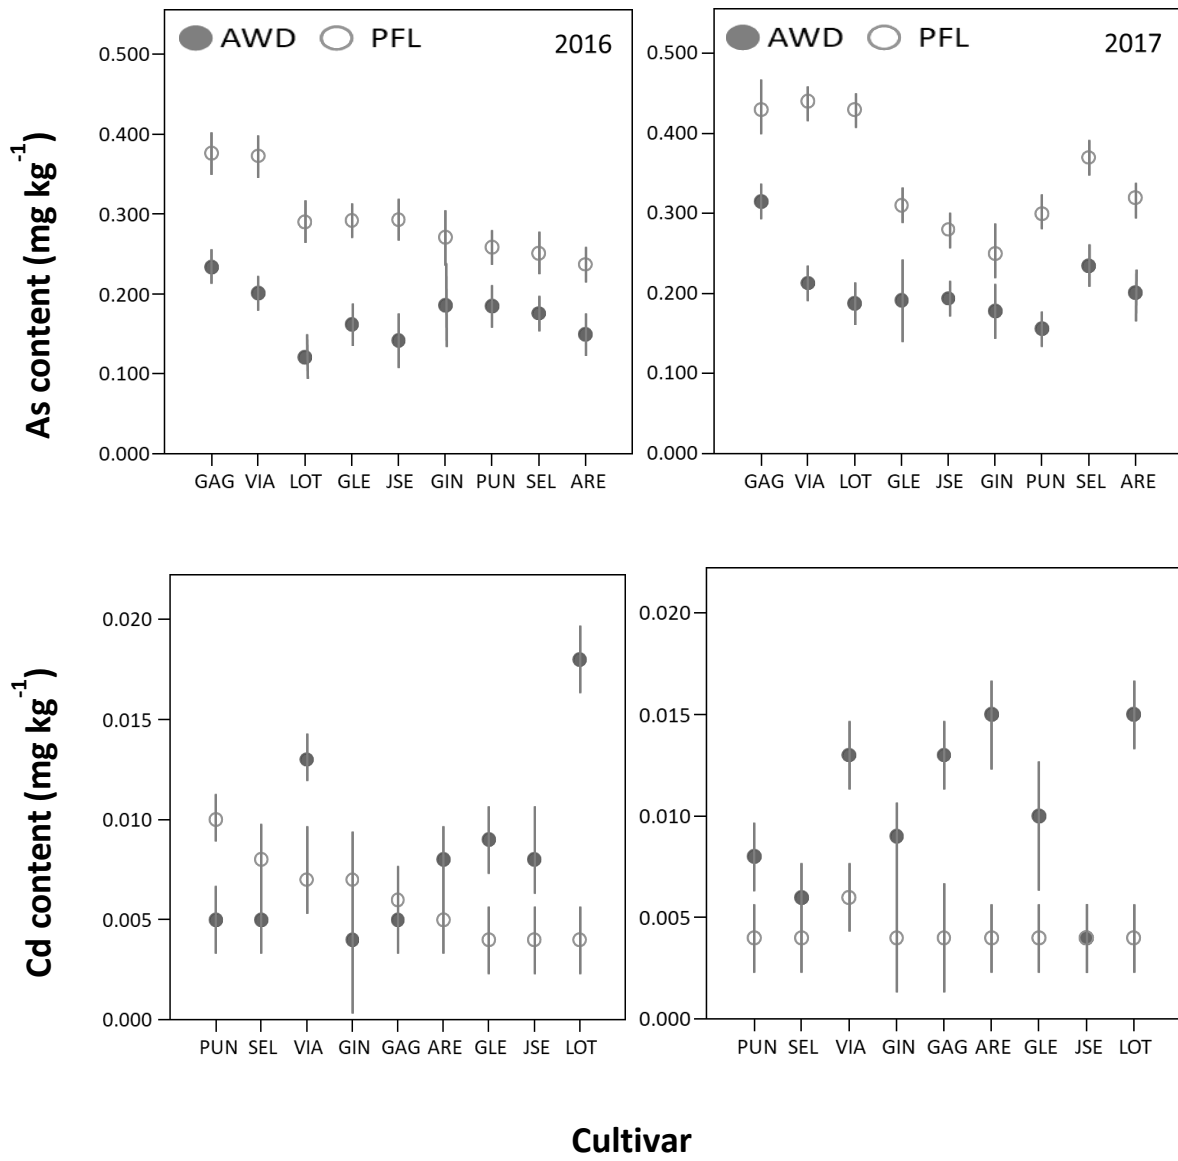 AWD PFL 2016
0.500
0.400
0.300
0.200
0.100
0.000
GAG VIA LOT GLE JSE GIN PUN SEL ARE
As content (mg kg-1)
AWD PFL 2017
0.500
0.400
0.300
0.200
0.100
0.000
GAG VIA LOT GLE JSE GIN PUN SEL ARE
0.020
0.015
0.010
0.005
0.000
PUN SEL VIA GIN GAG ARE GLE JSE LOT
Cd content (mg kg-1)
0.020
0.015
0.010
0.005
0.000
PUN SEL VIA GIN GAG ARE GLE JSE LOT
Cultivar